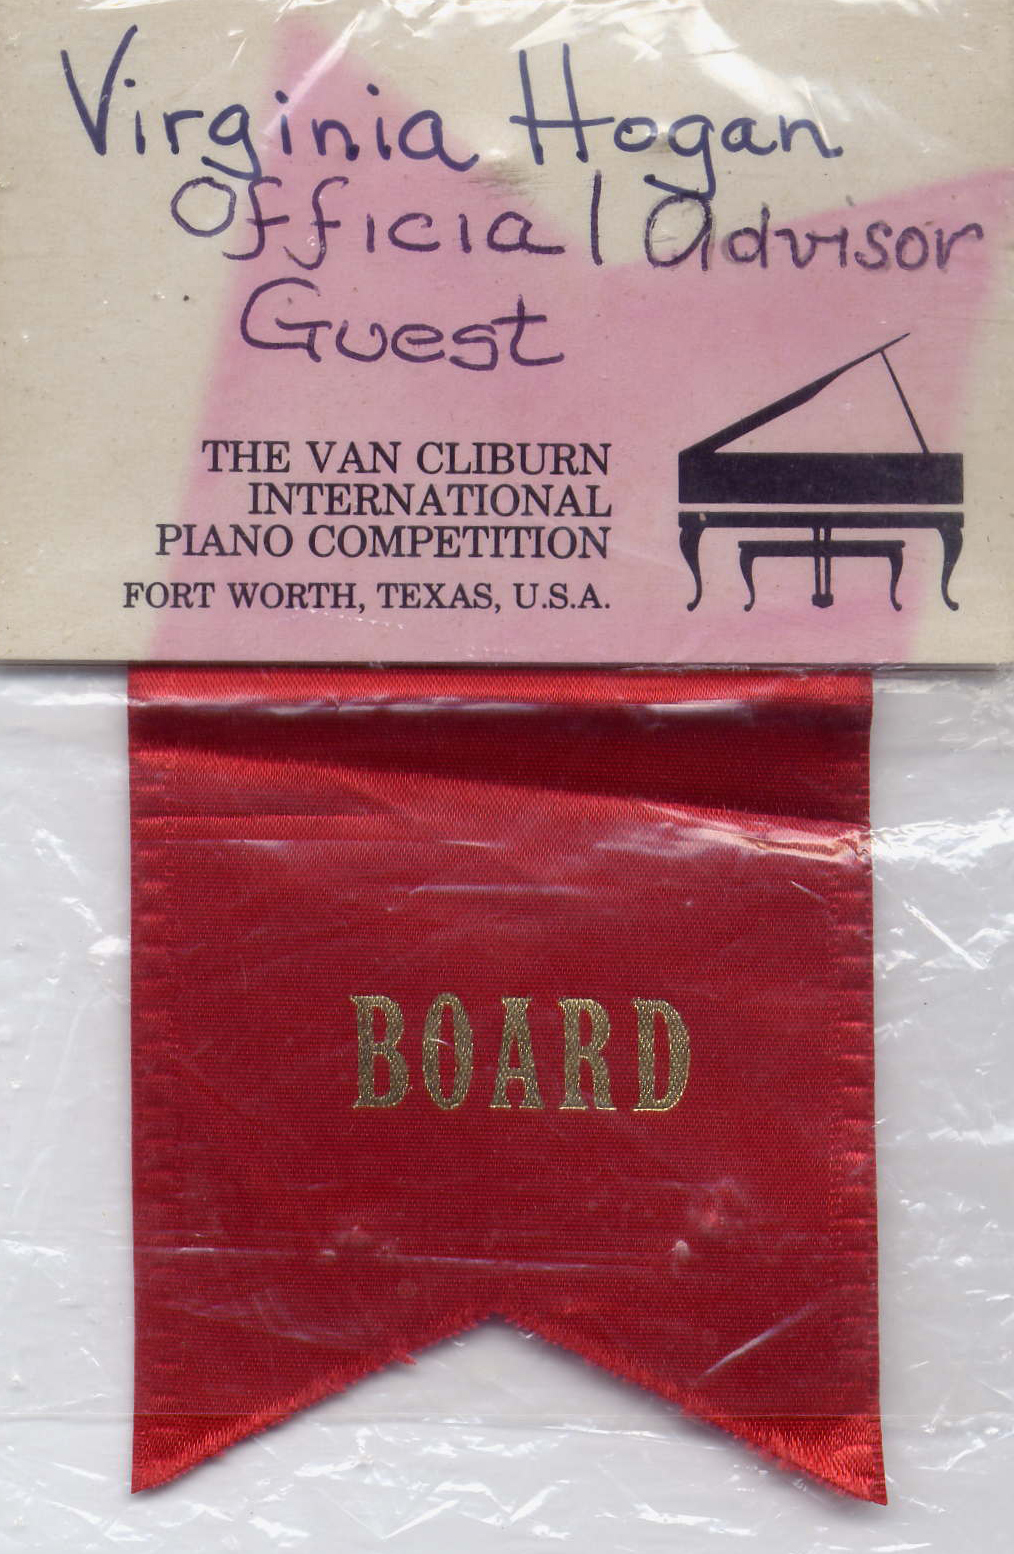 Virginia Hogan
Official Advisor
Guest
THE VAN CLIBURN
INTERNATIONAL
PIANO COMPETITION
FORT WORTH, TEXAS, U.S.A.
BOARD